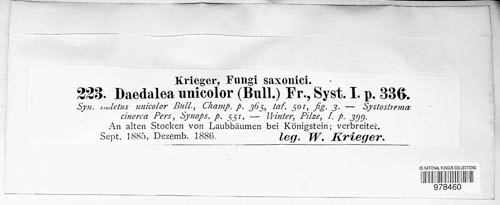 Krieger, Fungi saxonici.
223. Daedalea unicolor (Bull.) Fr., Syst. I. p. 336.
Syn. Boletus unicolor Bull., Champ. p. 365, taf. 501, fig. 3. — Systostrema
cinerea Pers, Synops. p. 551. — Winter, Pilze, I. p. 399.
An alten Stöcken von Laubbäumen bei Königstein; verbreitet.
Sept. 1885, Dezemb. 1886. leg. W. Krieger.
US NATIONAL FUNGUS COLLECTIONS
978460